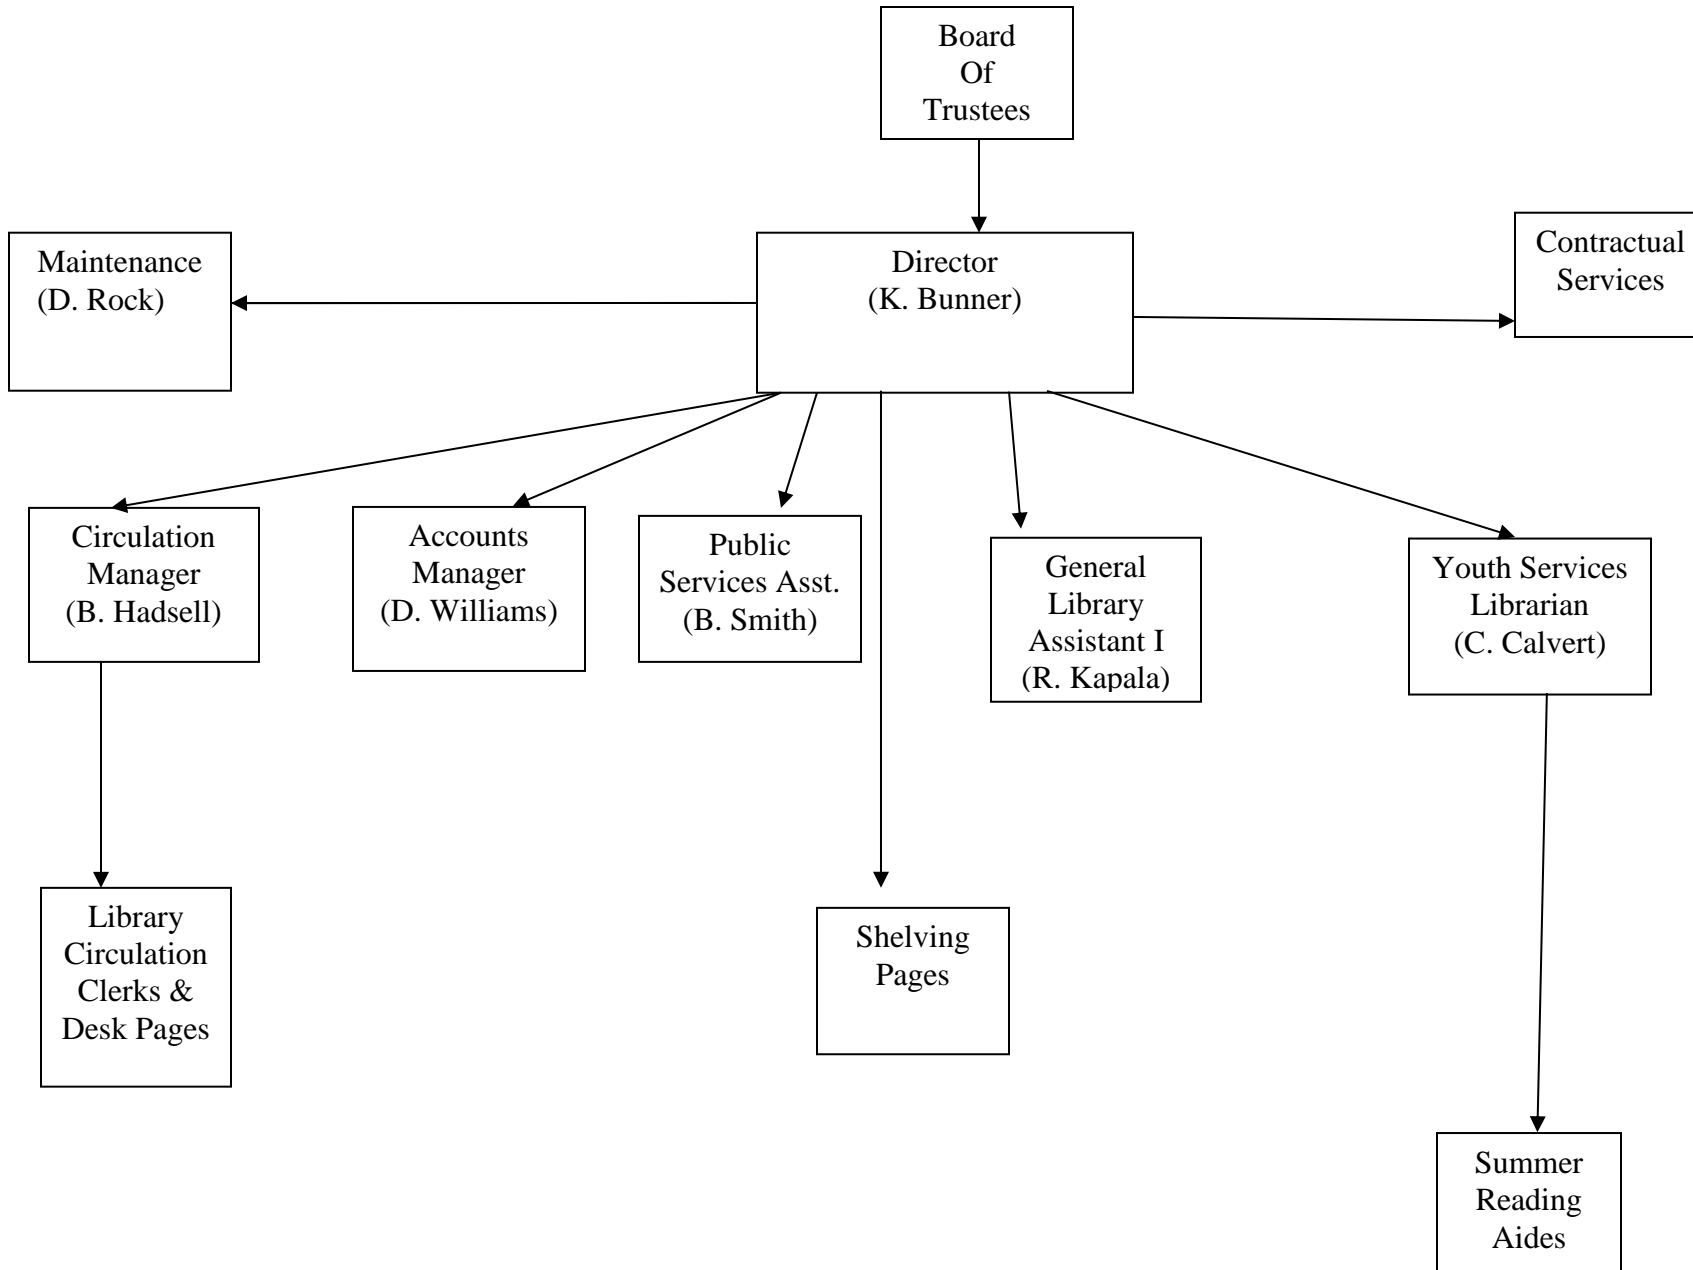 Board
Of
Trustees
Maintenance
(D. Rock)
Director
(K. Bunner)
Contractual
Services
Circulation
Manager
(B. Hadsell)
Accounts
Manager
(D. Williams)
Public
Services Asst.
(B. Smith)
General
Library
Assistant I
(R. Kapala)
Youth Services
Librarian
(C. Calvert)
Library
Circulation
Clerks &
Desk Pages
Shelving
Pages
Summer
Reading
Aides